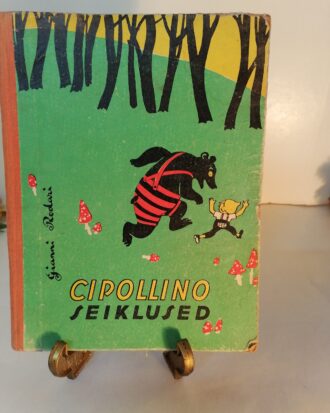 Gianni Rodari
CIPOLLINO
SEIKLUSED